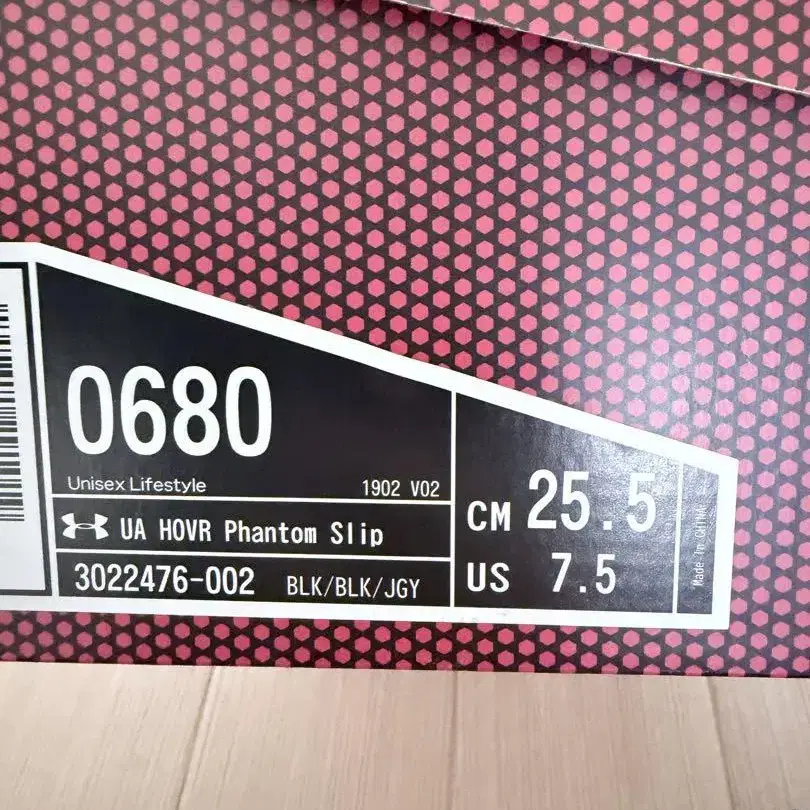 0680
Unisex Lifestyle 1902 V02
UA HOVR Phantom Slip
3022476-002 BLK/BLK/JGY
CM 25.5
US 7.5
Made In CHINA